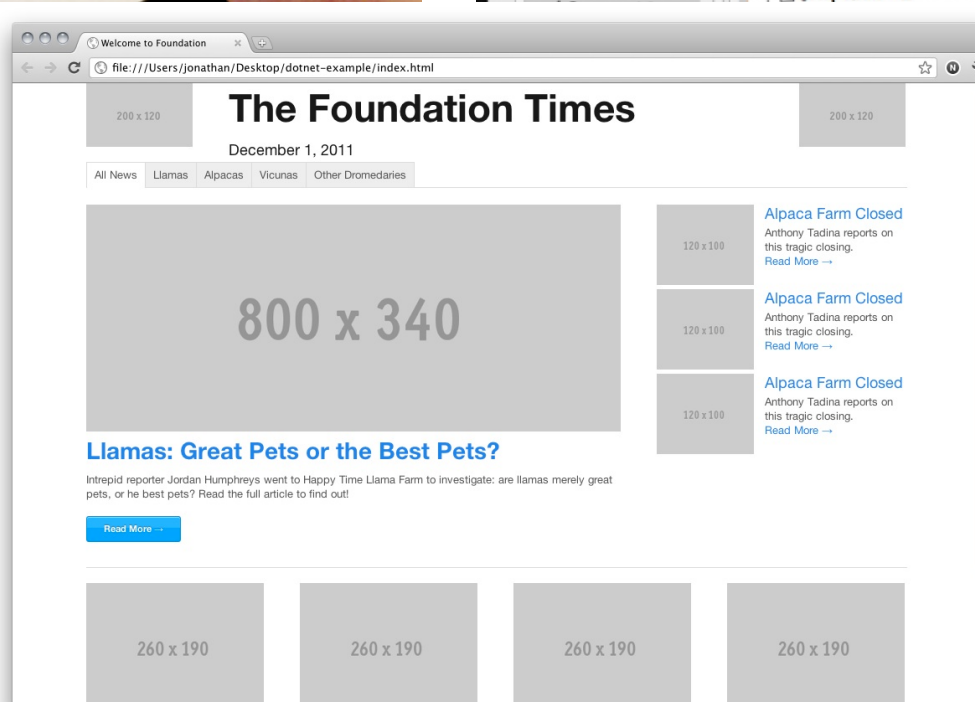 Welcome to Foundation
file:///Users/jonathan/Desktop/dotnet-example/index.html
200 x 120
The Foundation Times
200 x 120
December 1, 2011
All News Llamas Alpacas Vicunas Other Dromedaries
800 x 340
120 x 100
Alpaca Farm Closed
Anthony Tadina reports on
this tragic closing.
Read More →
120 x 100
Alpaca Farm Closed
Anthony Tadina reports on
this tragic closing.
Read More →
120 x 100
Alpaca Farm Closed
Anthony Tadina reports on
this tragic closing.
Read More →
Llamas: Great Pets or the Best Pets?
Intrepid reporter Jordan Humphreys went to Happy Time Llama Farm to investigate: are llamas merely great
pets, or he best pets? Read the full article to find out!
Read More →
260 x 190 260 x 190 260 x 190 260 x 190